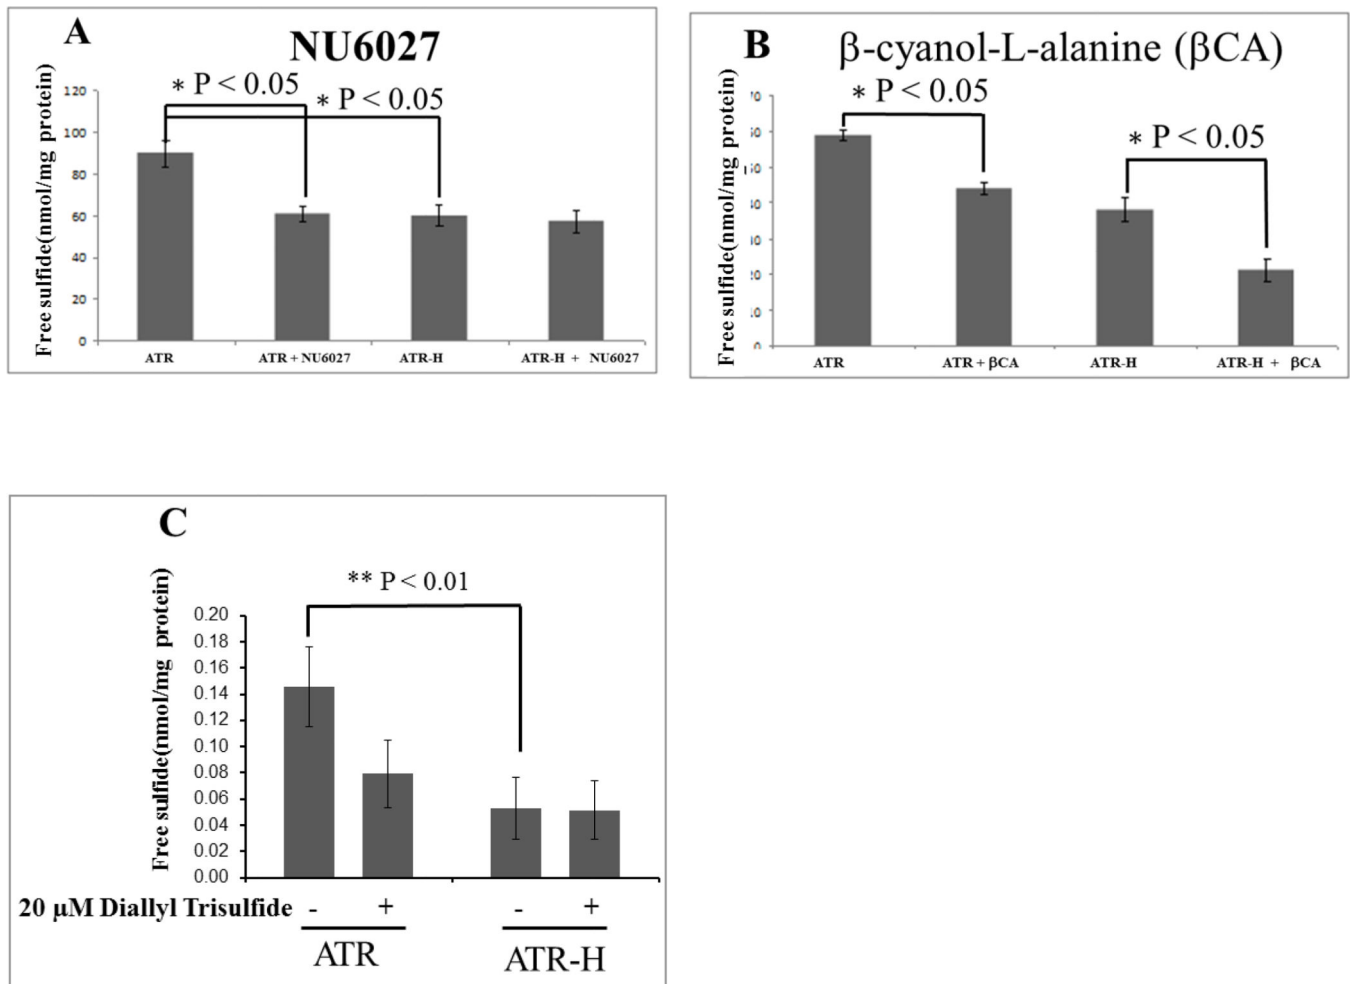 A
NU6027
* P < 0.05
* P < 0.05
Free sulfide(nmol/mg protein)
120
100
80
60
40
20
0
ATR
ATR + NU6027
ATR-H
ATR-H + NU6027
B
β-cyanol-L-alanine (βCA)
* P < 0.05
* P < 0.05
Free sulfide(nmol/mg protein)
ATR
ATR + βCA
ATR-H
ATR-H + βCA
C
** P < 0.01
Free sulfide(nmol/mg protein)
0.20
0.18
0.16
0.14
0.12
0.10
0.08
0.06
0.04
0.02
0.00
20 µM Diallyl Trisulfide - + - +
ATR ATR-H